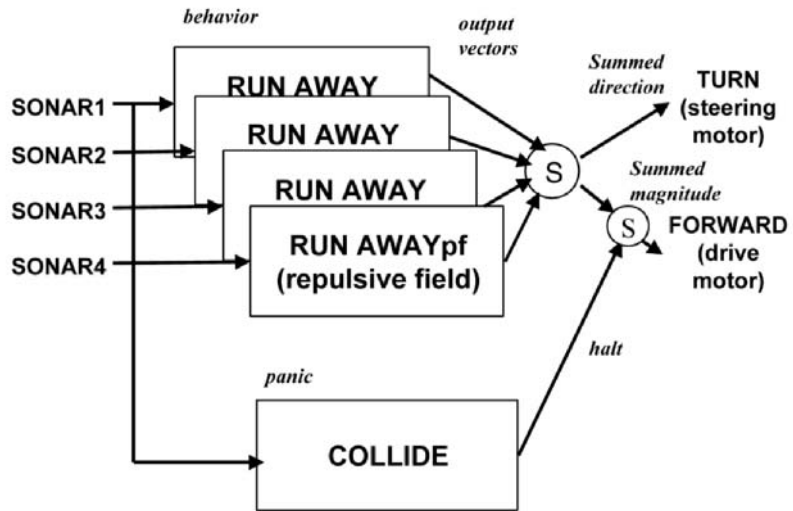 behavior
output
vectors
RUN AWAY
Summed
direction
TURN
(steering
motor)
SONAR1
RUN AWAY
SONAR2
S
Summed
magnitude
RUN AWAY
SONAR3
S
FORWARD
(drive
motor)
RUN AWAYpf
(repulsive field)
SONAR4
halt
panic
COLLIDE